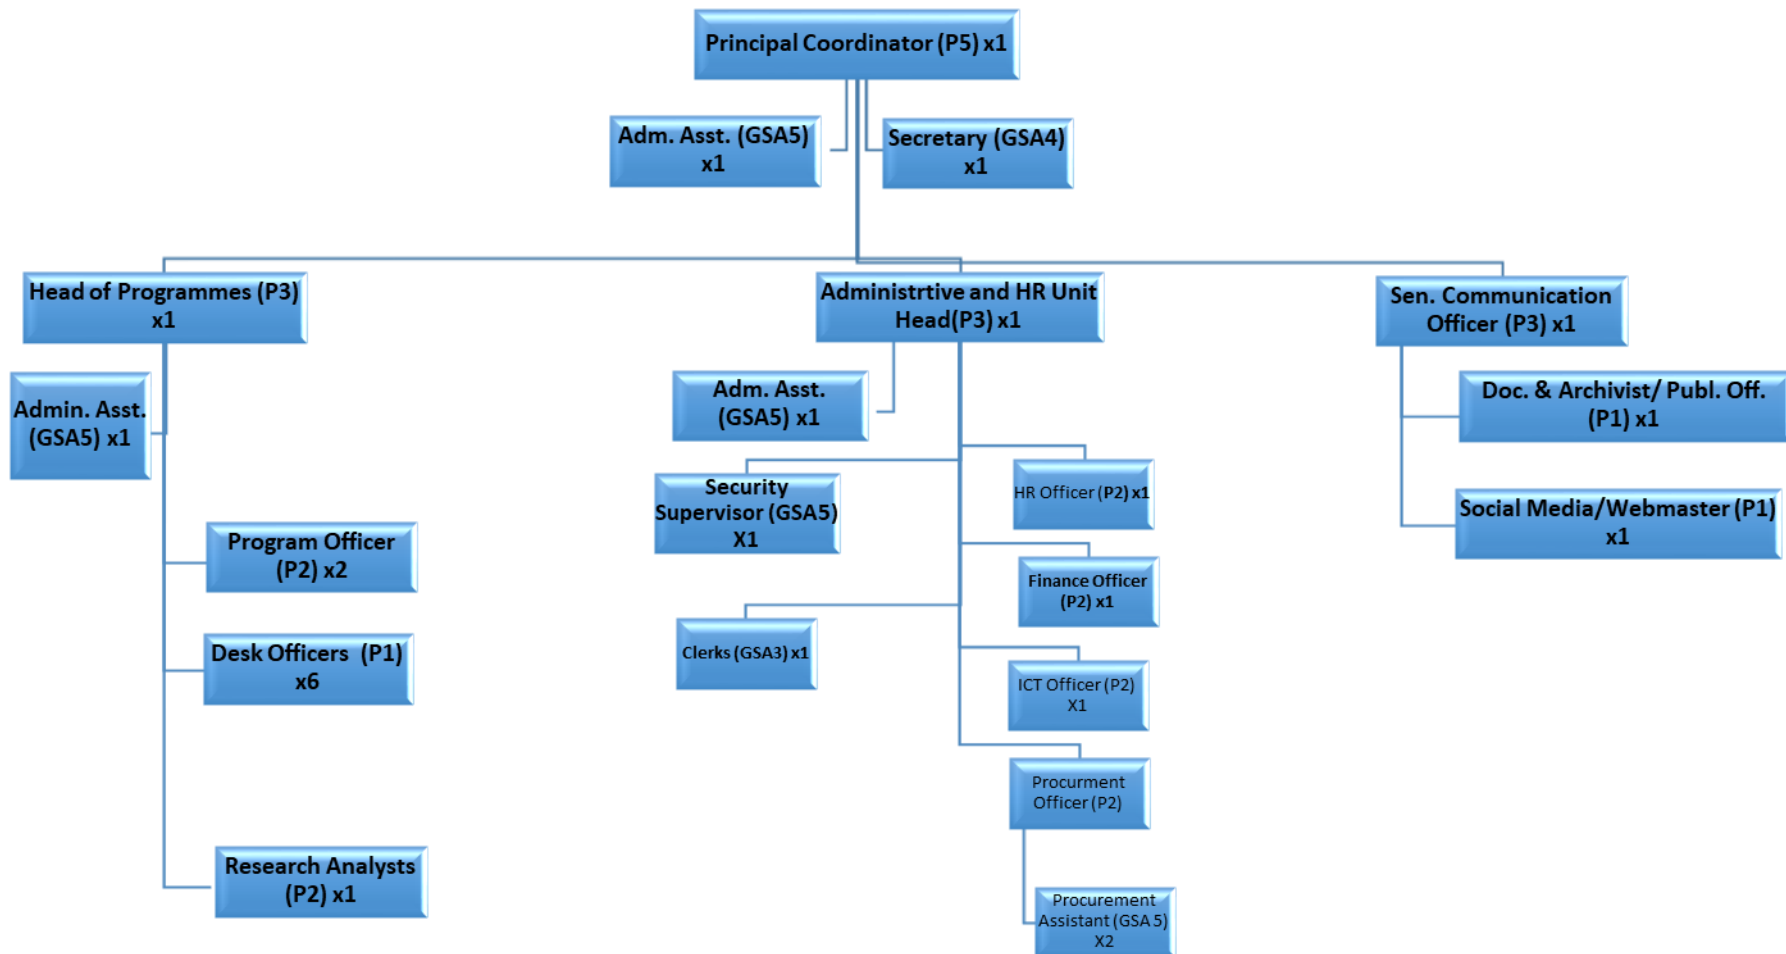 Principal Coordinator (P5) x1
Adm. Asst. (GSA5)
x1
Secretary (GSA4)
x1
Head of Programmes (P3)
x1
Administrtive and HR Unit
Head(P3) x1
Sen. Communication
Officer (P3) x1
Admin. Asst.
(GSA5) x1
Program Officer
(P2) x2
Desk Officers (P1)
x6
Research Analysts
(P2) x1
Adm. Asst.
(GSA5) x1
Security
Supervisor (GSA5)
X1
Clerks (GSA3) x1
HR Officer (P2) x1
Finance Officer
(P2) x1
ICT Officer (P2)
X1
Procurment
Officer (P2)
Procurement
Assistant (GSA 5)
X2
Doc. & Archivist/ Publ. Off.
(P1) x1
Social Media/Webmaster (P1)
x1